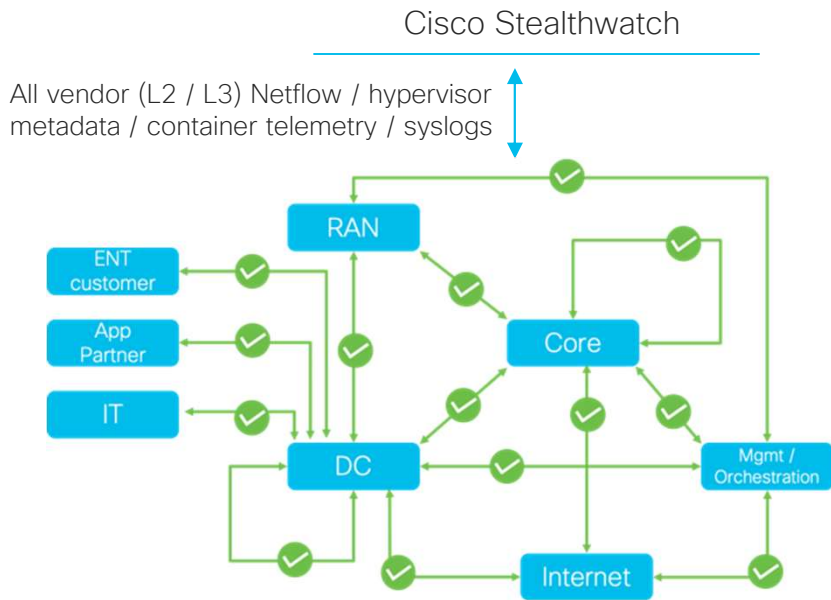 Cisco Stealthwatch
All vendor (L2 / L3) Netflow / hypervisor
metadata / container telemetry / syslogs
RAN
ENT
customer
App
Partner
Core
IT
DC
Mgmt /
Orchestration
Internet